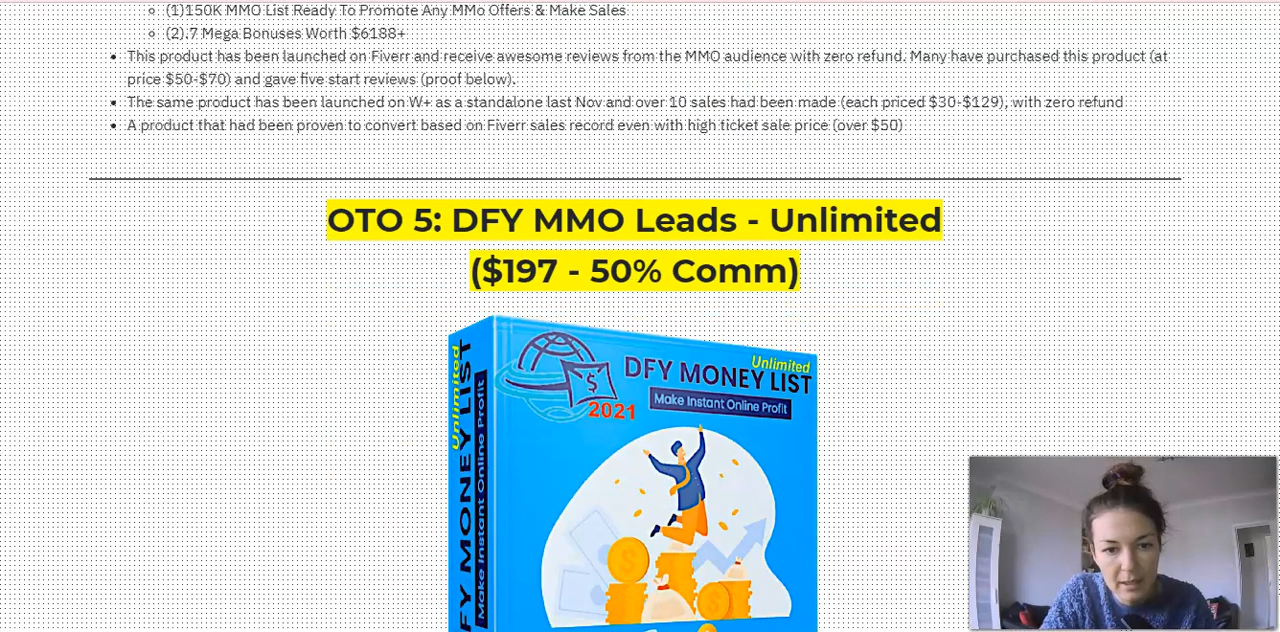 (1)150K MMO List Ready To Promote Any MMo Offers & Make Sales
(2).7 Mega Bonuses Worth $6188+
This product has been launched on Fiverr and receive awesome reviews from the MMO audience with zero refund. Many have purchased this product (at
price $50-$70) and gave five start reviews (proof below).
The same product has been launched on W+ as a standalone last Nov and over 10 sales had been made (each priced $30-$129), with zero refund
A product that had been proven to convert based on Fiverr sales record even with high ticket sale price (over $50)
OTO 5: DFY MMO Leads - Unlimited
($197 - 50% Comm)
Unlimited
DFY MONEY LIST
Make Instant Online Profit
2021
$
Unlimited
FY MONEY LIST
Make Instant Online Profit